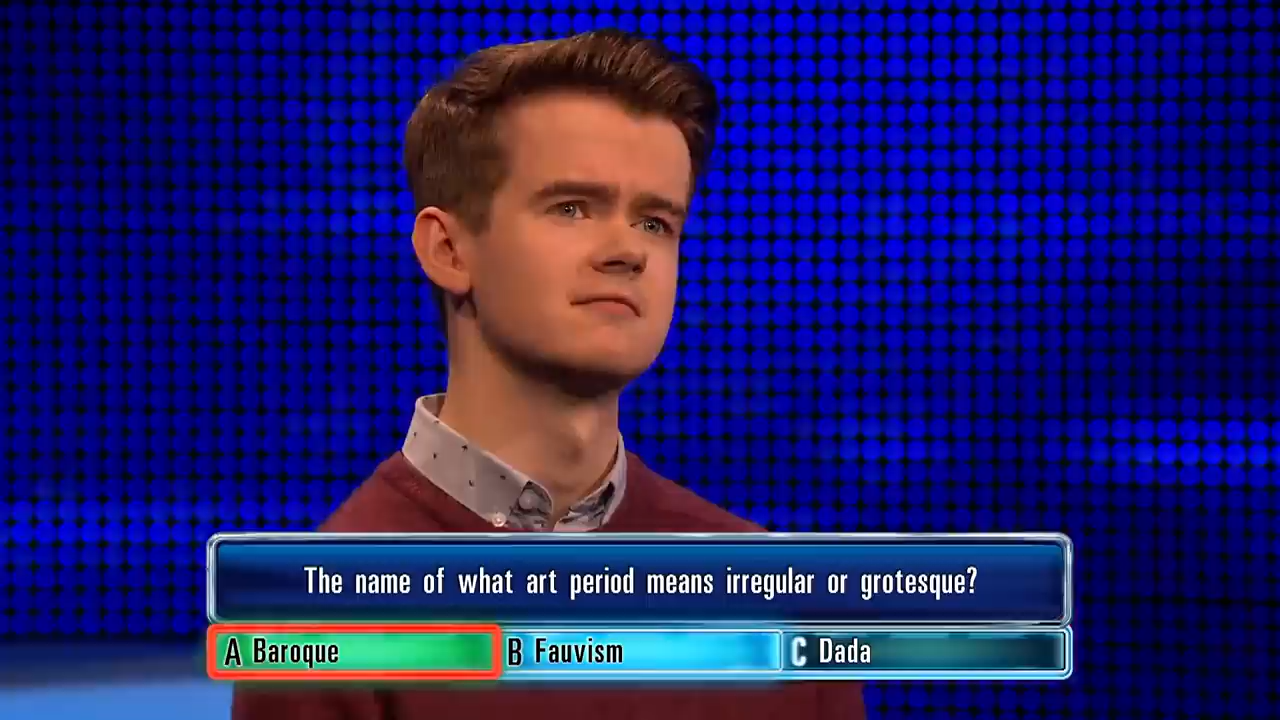 The name of what art period means irregular or grotesque?
A Baroque B Fauvism C Dada